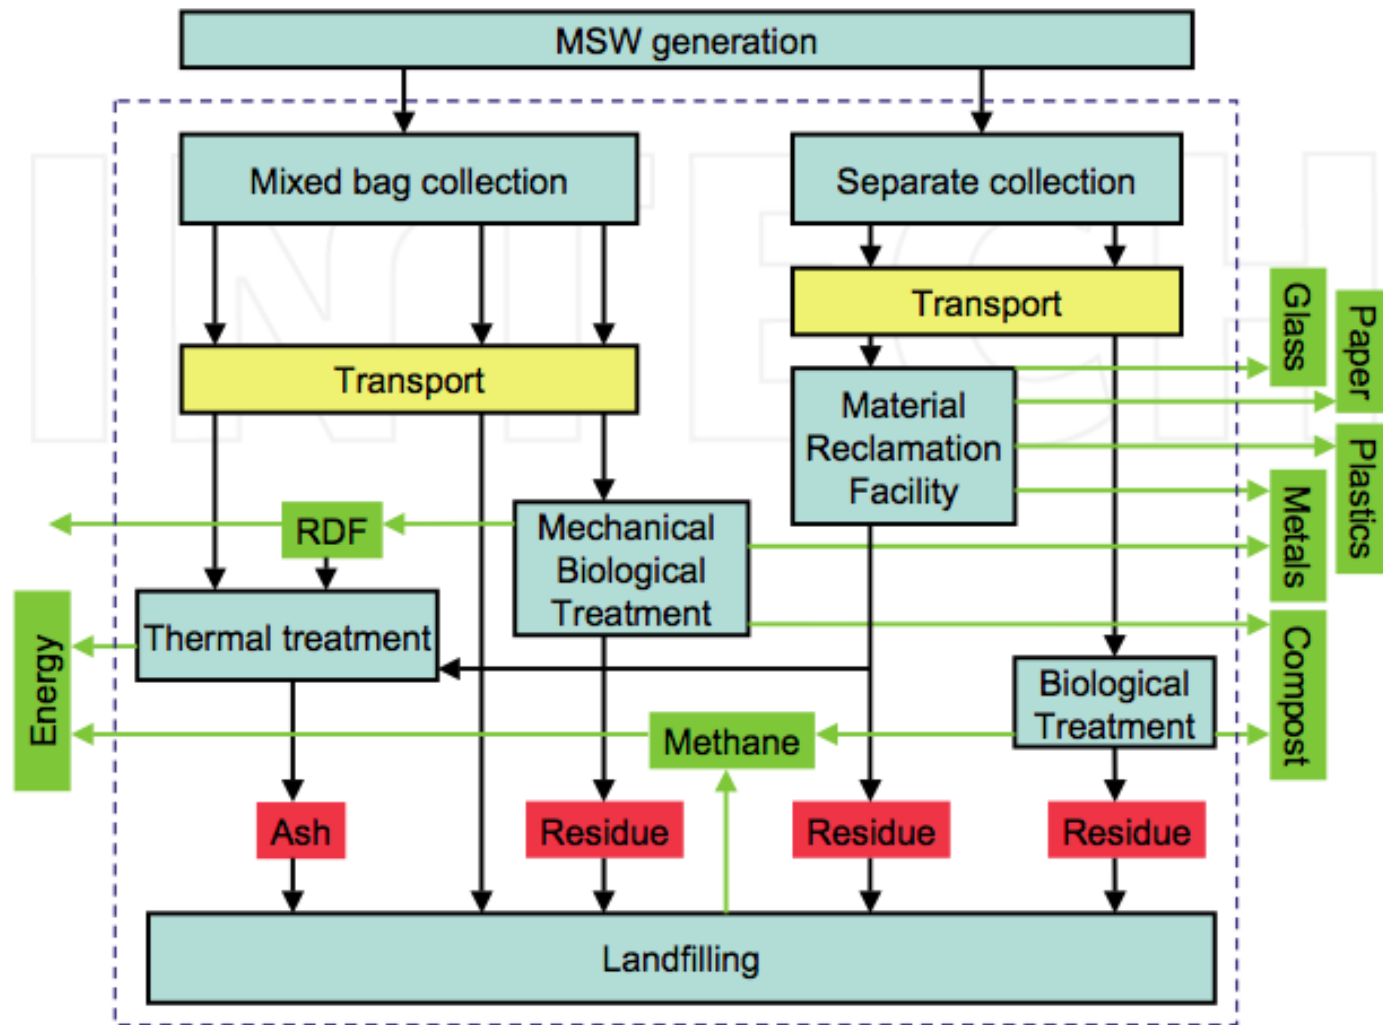 MSW generation
Mixed bag collection
Separate collection
Transport
Transport
Glass
Paper
Material
Reclamation
Facility
Plastics
Metals
RDF
Mechanical
Biological
Treatment
Thermal treatment
Energy
Compost
Biological
Treatment
Methane
Ash
Residue
Residue
Residue
Landfilling
INTECH